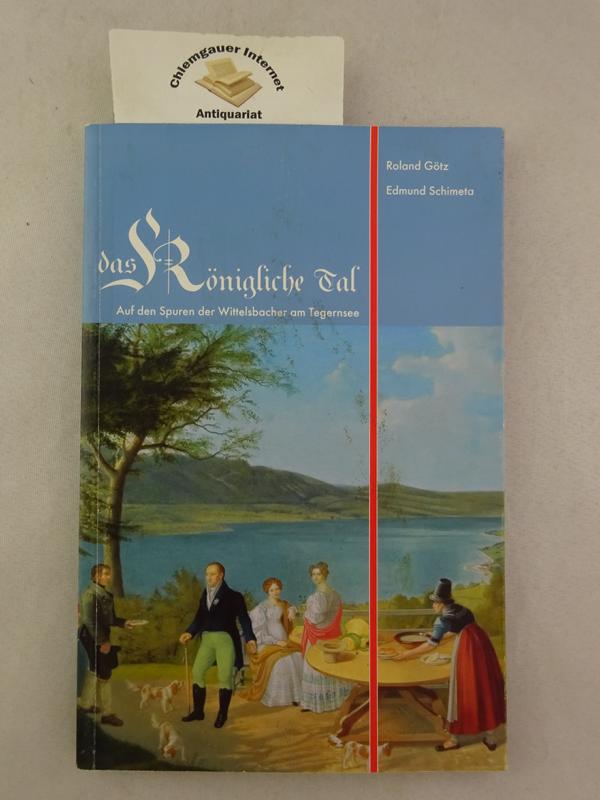 Chiemgauer Internet
Antiquariat
Roland Götz
Edmund Schimeta
das Königliche Tal
Auf den Spuren der Wittelsbacher am Tegernsee